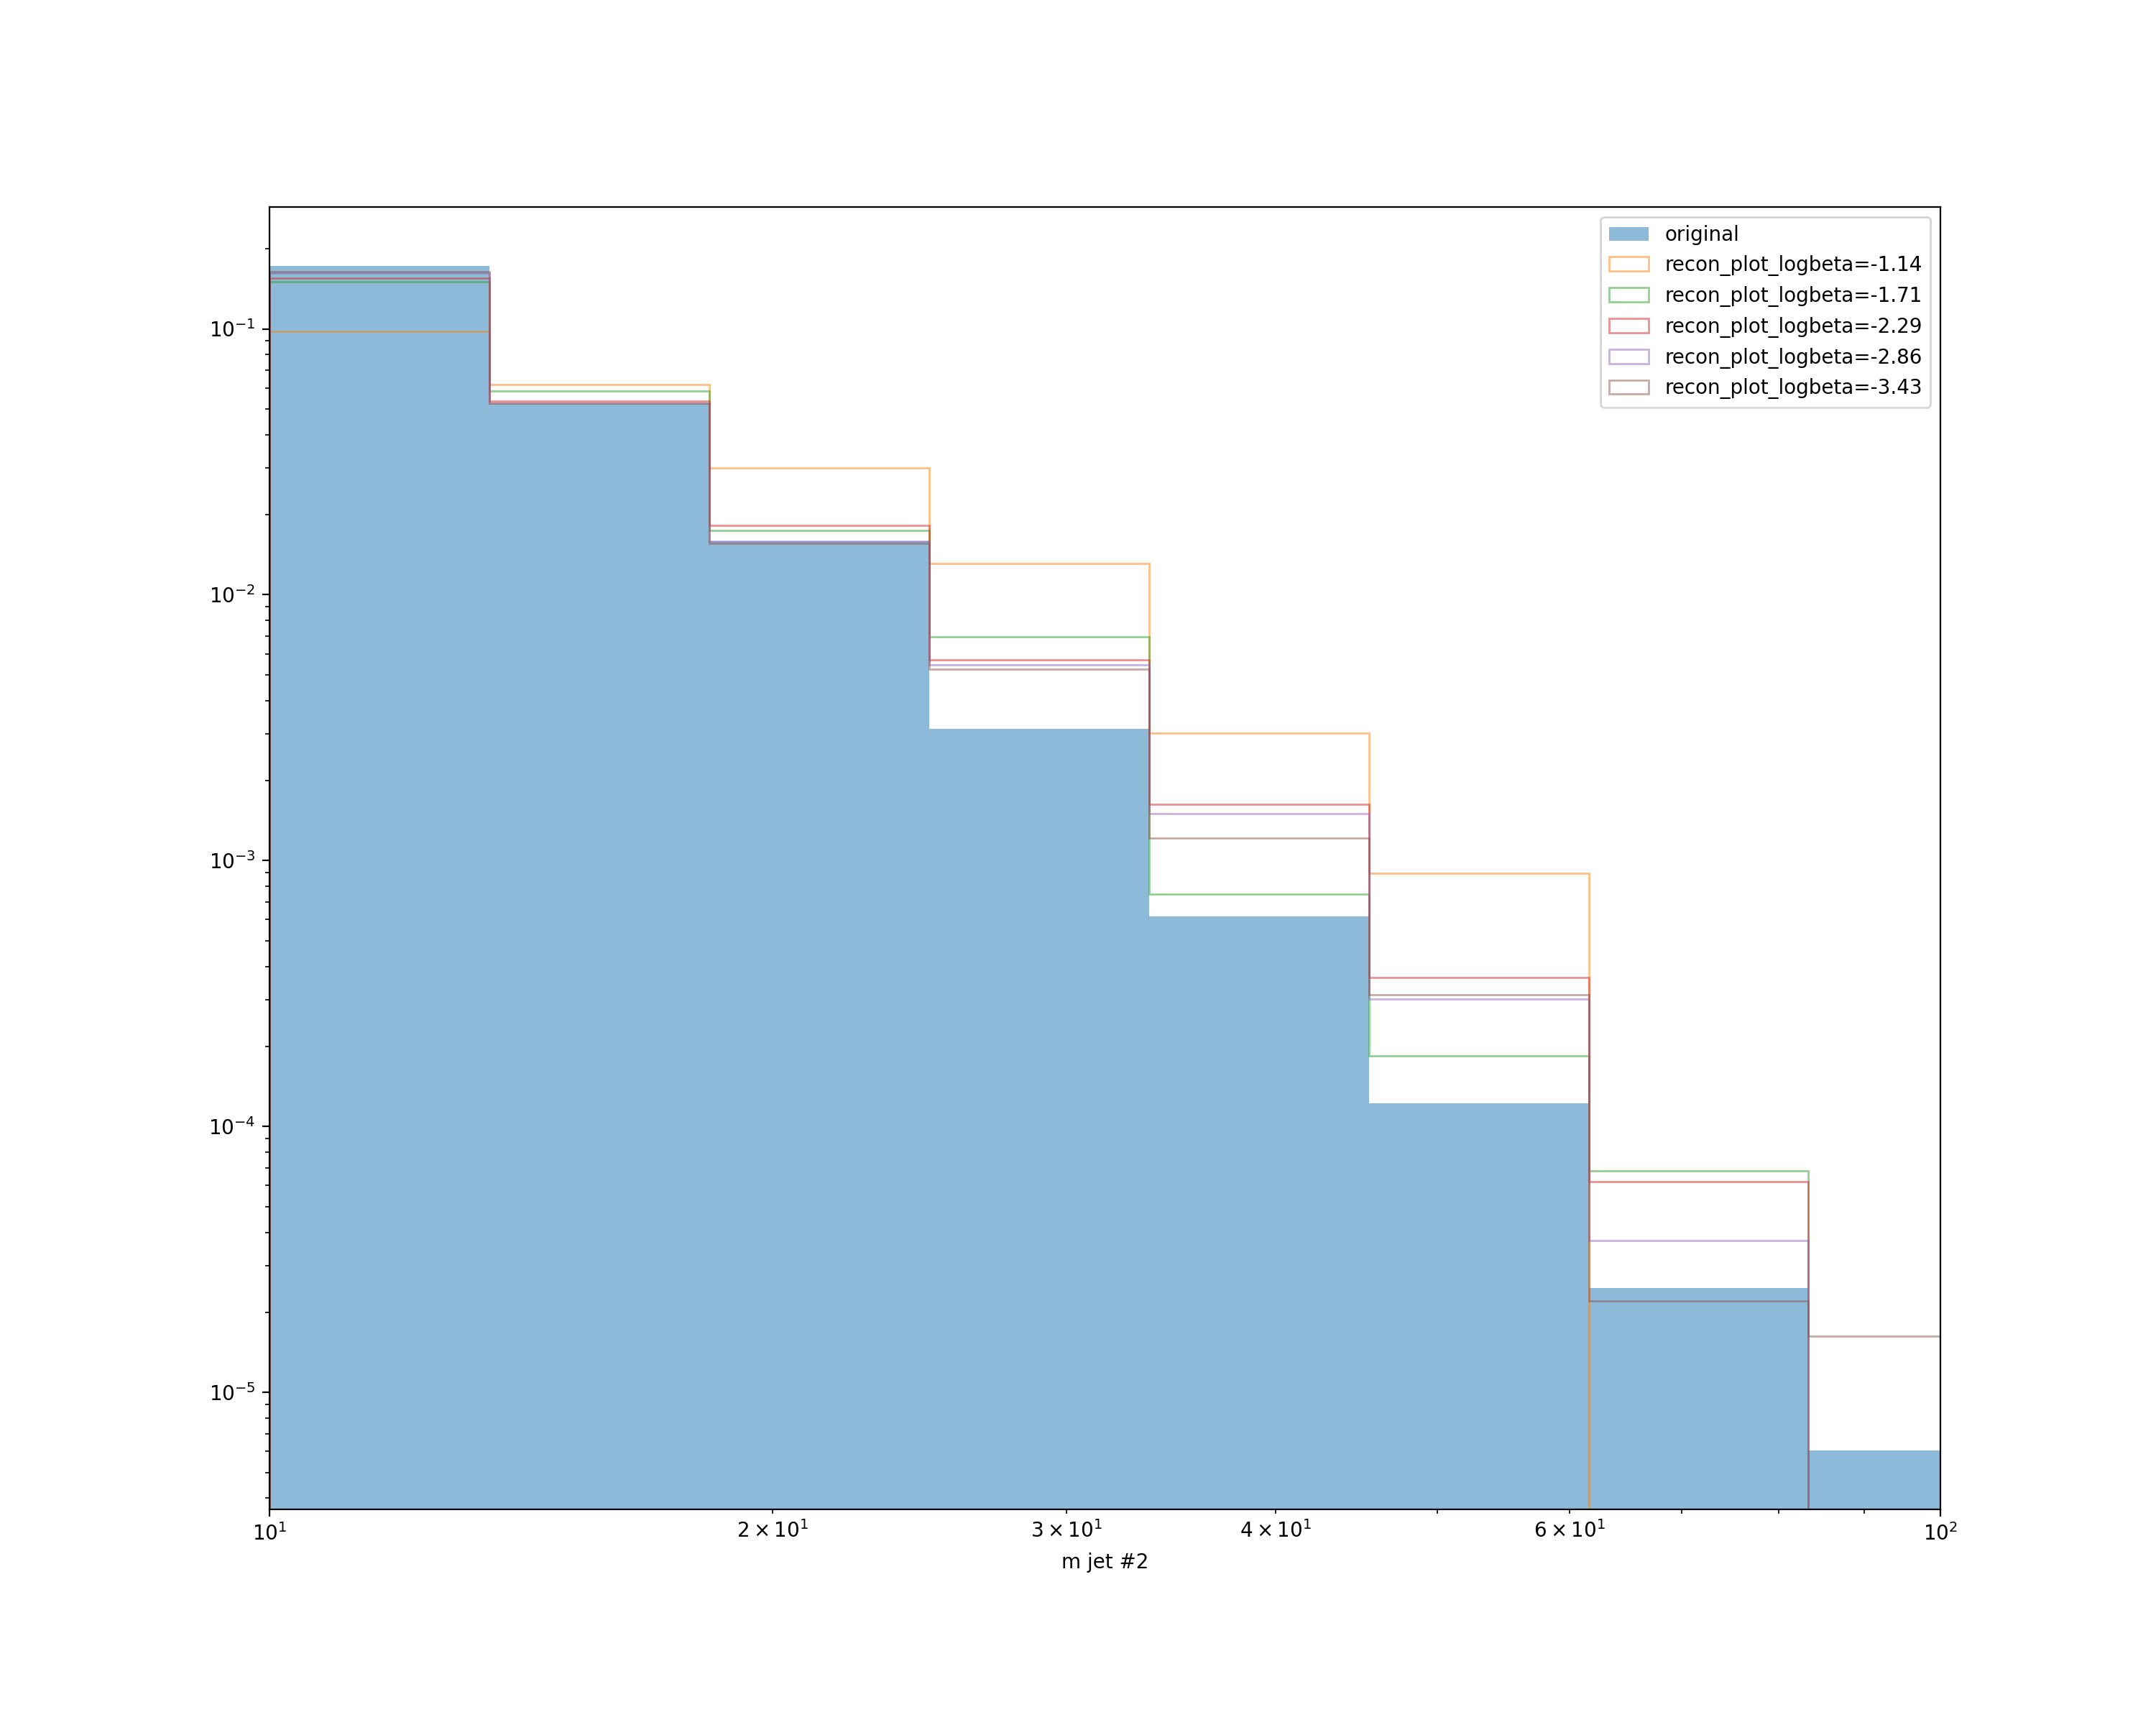 original
recon_plot_logbeta=-1.14
recon_plot_logbeta=-1.71
recon_plot_logbeta=-2.29
recon_plot_logbeta=-2.86
recon_plot_logbeta=-3.43
10⁻¹
10⁻²
10⁻³
10⁻⁴
10⁻⁵
10¹ 2 × 10¹ 3 × 10¹ 4 × 10¹ 6 × 10¹ 10²
m jet #2